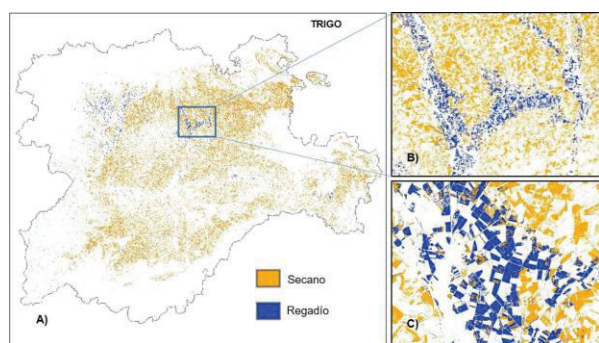 TRIGO
Secano
Regadío
A)
B)
C)